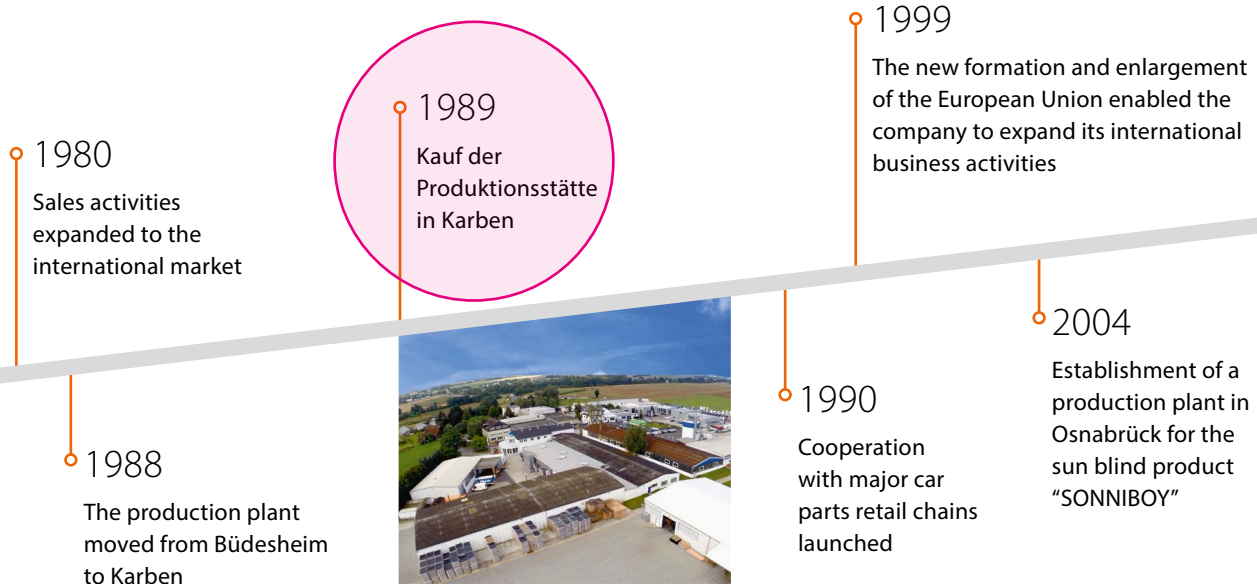 1980
Sales activities
expanded to the
international market
1988
The production plant
moved from Büdesheim
to Karben
1989
Kauf der
Produktionsstätte
in Karben
1990
Cooperation
with major car
parts retail chains
launched
1999
The new formation and enlargement
of the European Union enabled the
company to expand its international
business activities
2004
Establishment of a
production plant in
Osnabrück for the
sun blind product
“SONNIBOY”